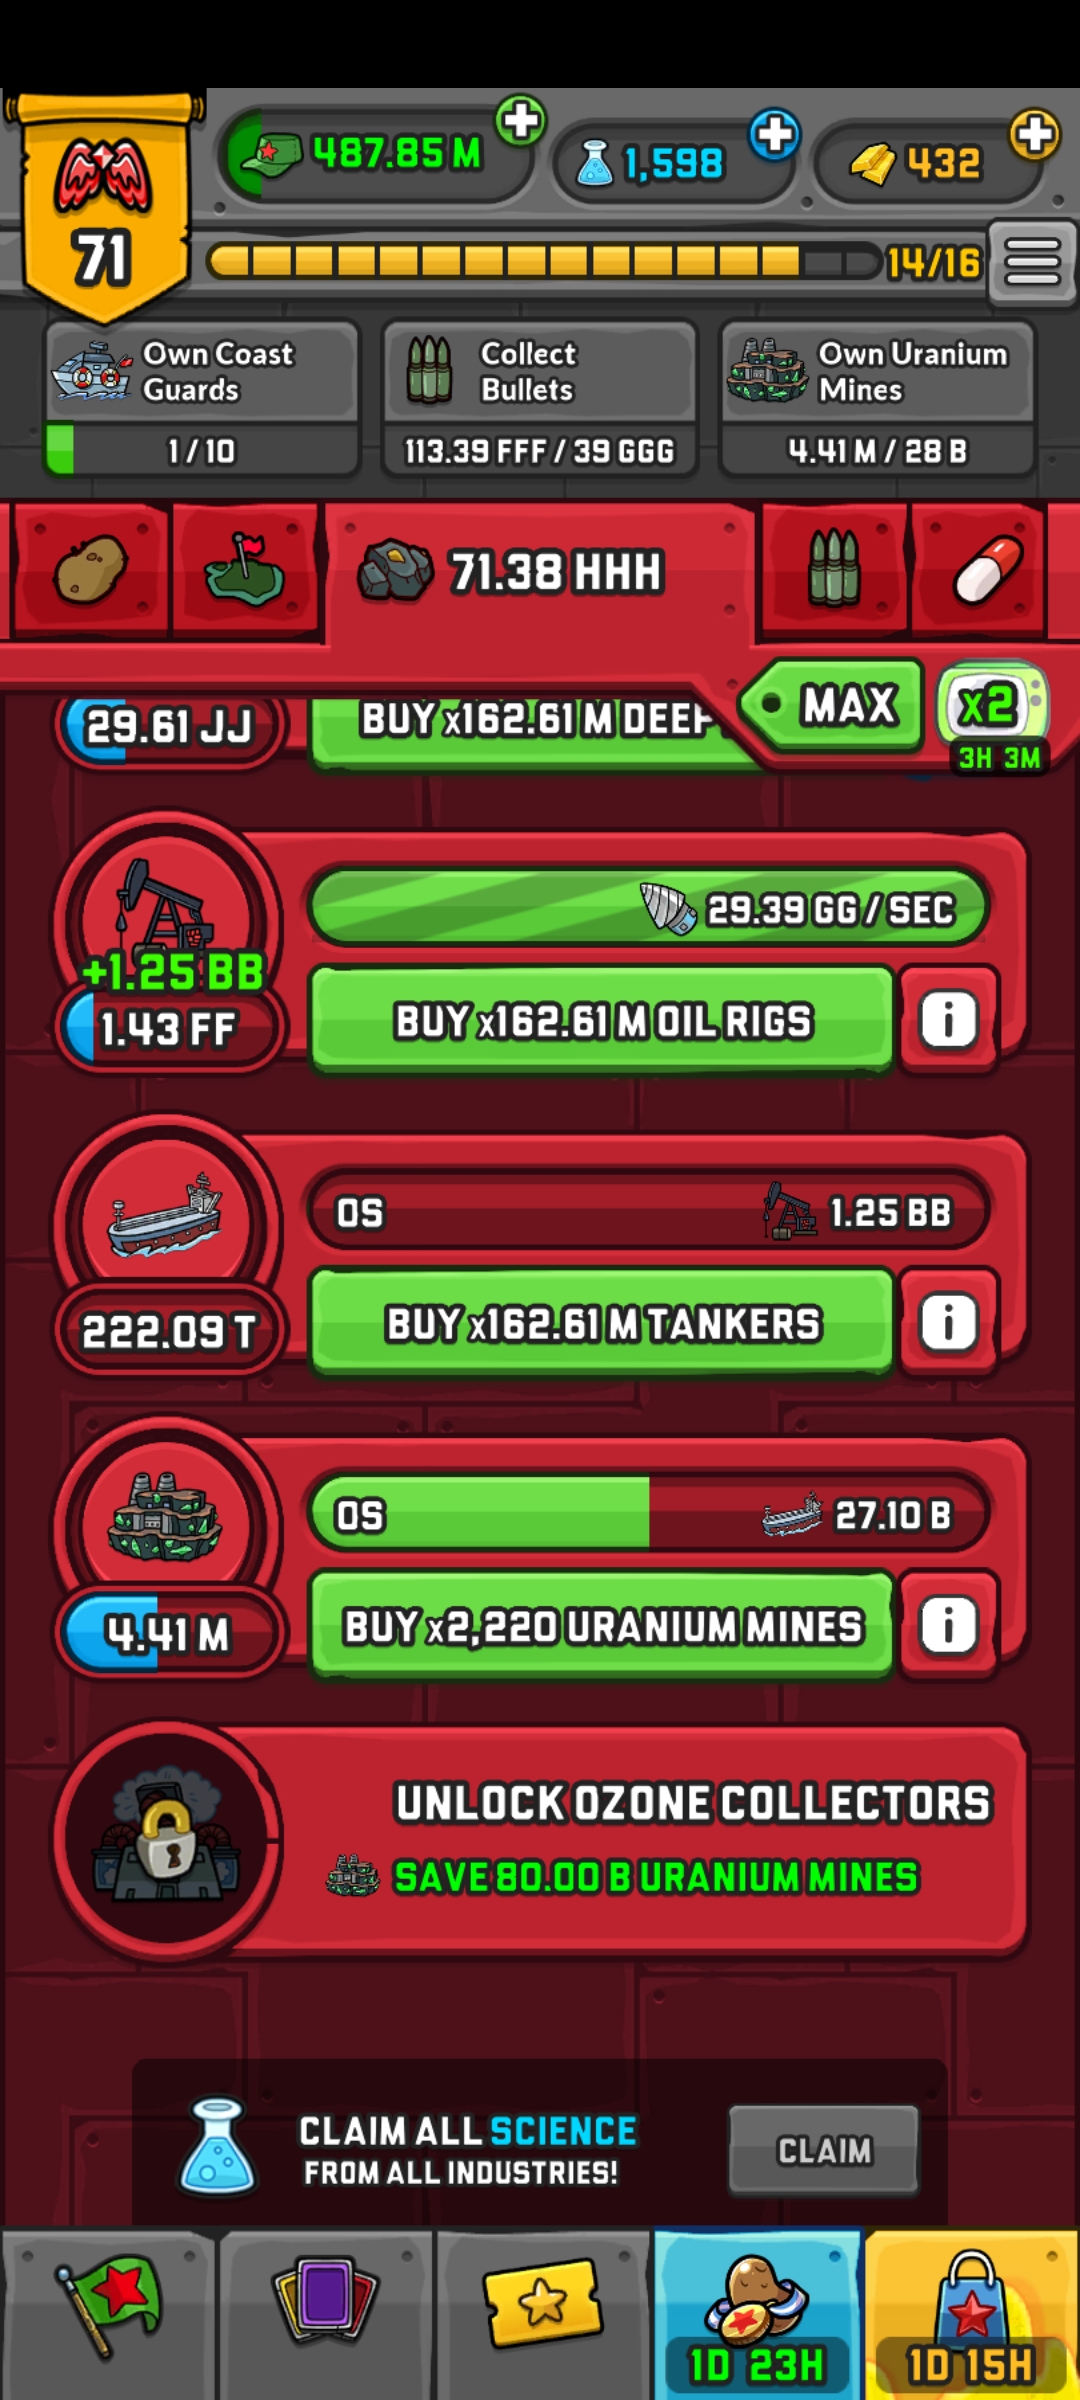 71
487.85 M
1,598
432
14/16
Own Coast
Guards
1 / 10
Collect
Bullets
113.39 FFF / 39 GGG
Own Uranium
Mines
4.41 M / 28 B
71.38 HHH
MAX
x2
3H 3M
29.61 JJ
BUY x162.61 M DEEP
29.39 GG / SEC
+1.25 BB
1.43 FF
BUY x162.61 M OIL RIGS
i
0S
1.25 BB
222.09 T
BUY x162.61 M TANKERS
i
0S
27.10 B
4.41 M
BUY x2,220 URANIUM MINES
i
UNLOCK OZONE COLLECTORS
SAVE 80.00 B URANIUM MINES
CLAIM ALL SCIENCE
FROM ALL INDUSTRIES!
CLAIM
1D 23H
1D 15H